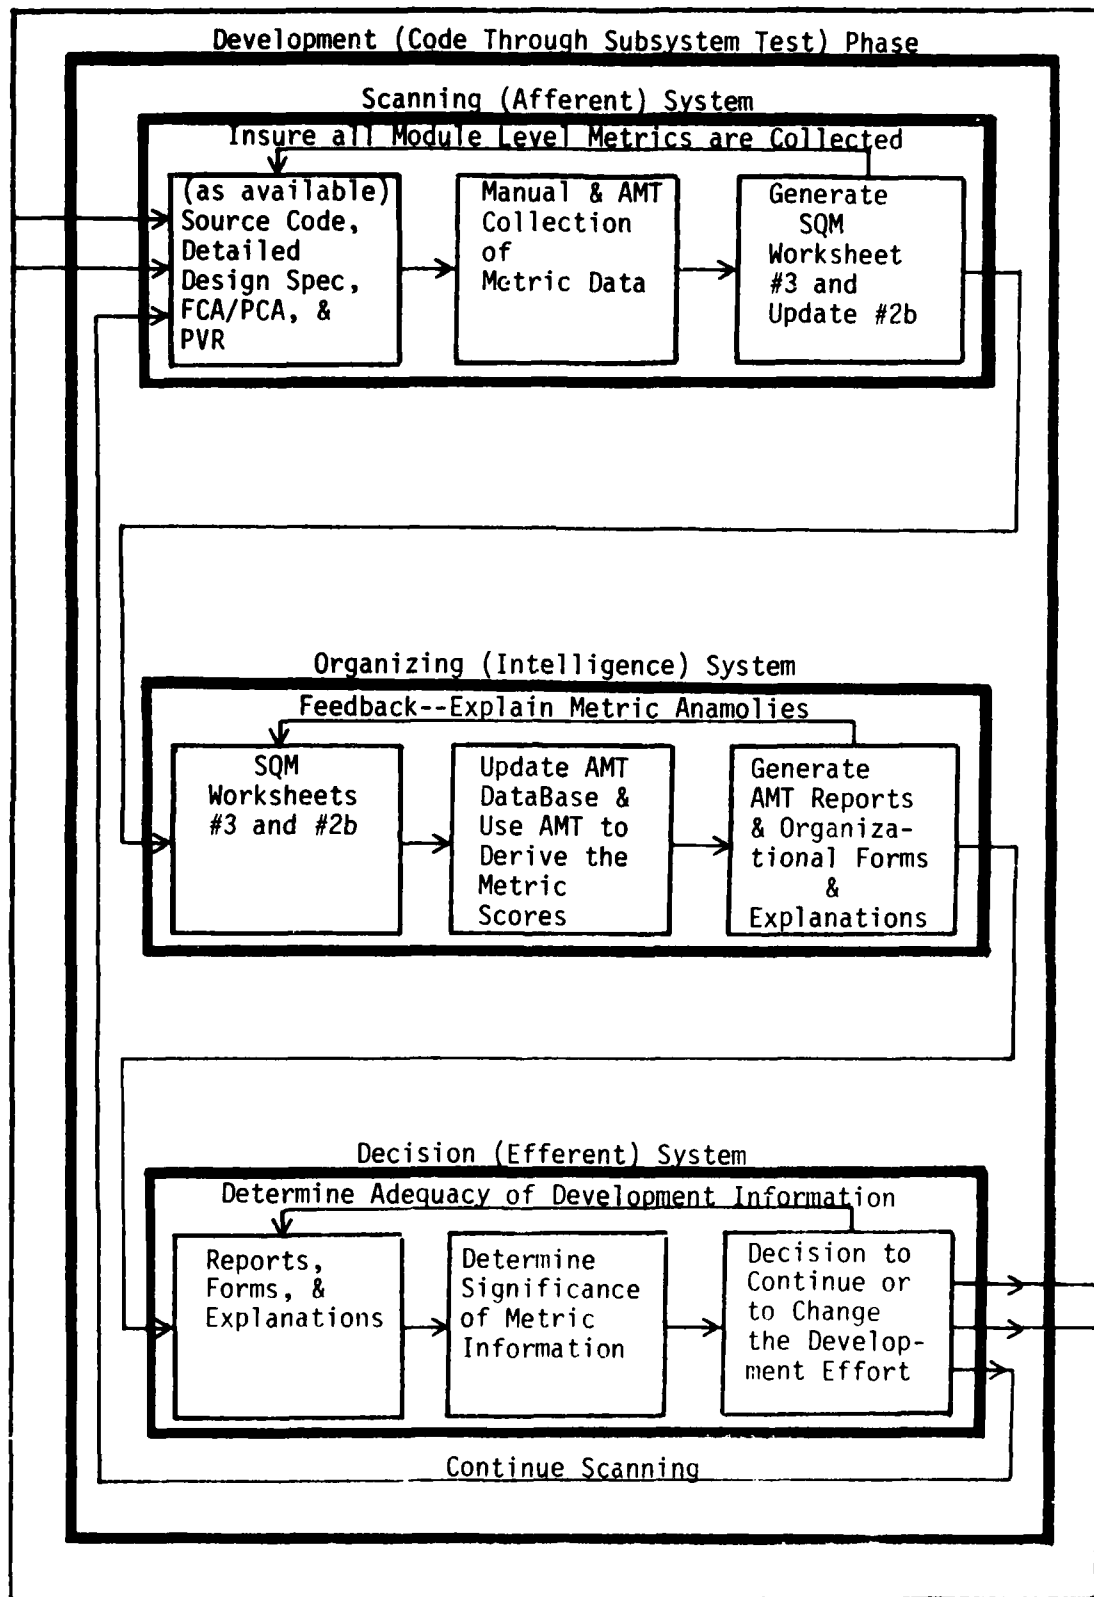 Development (Code Through Subsystem Test) Phase
Scanning (Afferent) System
Insure all Module Level Metrics are Collected
(as available)
Source Code,
Detailed
Design Spec,
FCA/PCA, &
PVR
Manual & AMT
Collection
of
Metric Data
Generate
SQM
Worksheet
#3 and
Update #2b
Organizing (Intelligence) System
Feedback--Explain Metric Anamolies
SQM
Worksheets
#3 and #2b
Update AMT
DataBase &
Use AMT to
Derive the
Metric
Scores
Generate
AMT Reports
& Organiza-
tional Forms
&
Explanations
Decision (Efferent) System
Determine Adequacy of Development Information
Reports,
Forms, &
Explanations
Determine
Significance
of Metric
Information
Decision to
Continue or
to Change
the Develop-
ment Effort
Continue Scanning